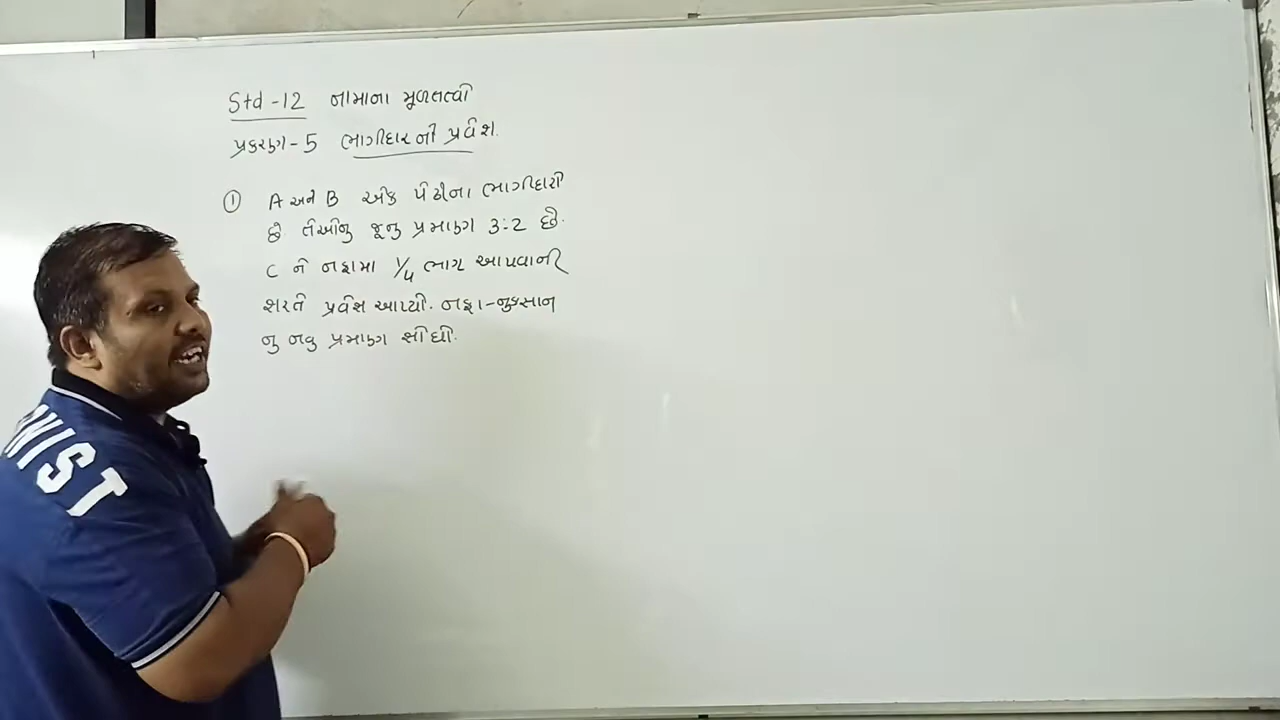 Std -12 નામાના મૂળતત્વો
પ્રકરણ - 5 ભાગીદારનો પ્રવેશ.
① A અને B એક પેઢીના ભાગીદારો
છે તેઓનુ જૂનુ પ્રમાણ 3:2 છે.
C ને નફામા 1/4 ભાગ આપવાની
શરતે પ્રવેશ આપ્યો. નફા-નુકસાન
નુ નવુ પ્રમાણ શોધો.
NIST